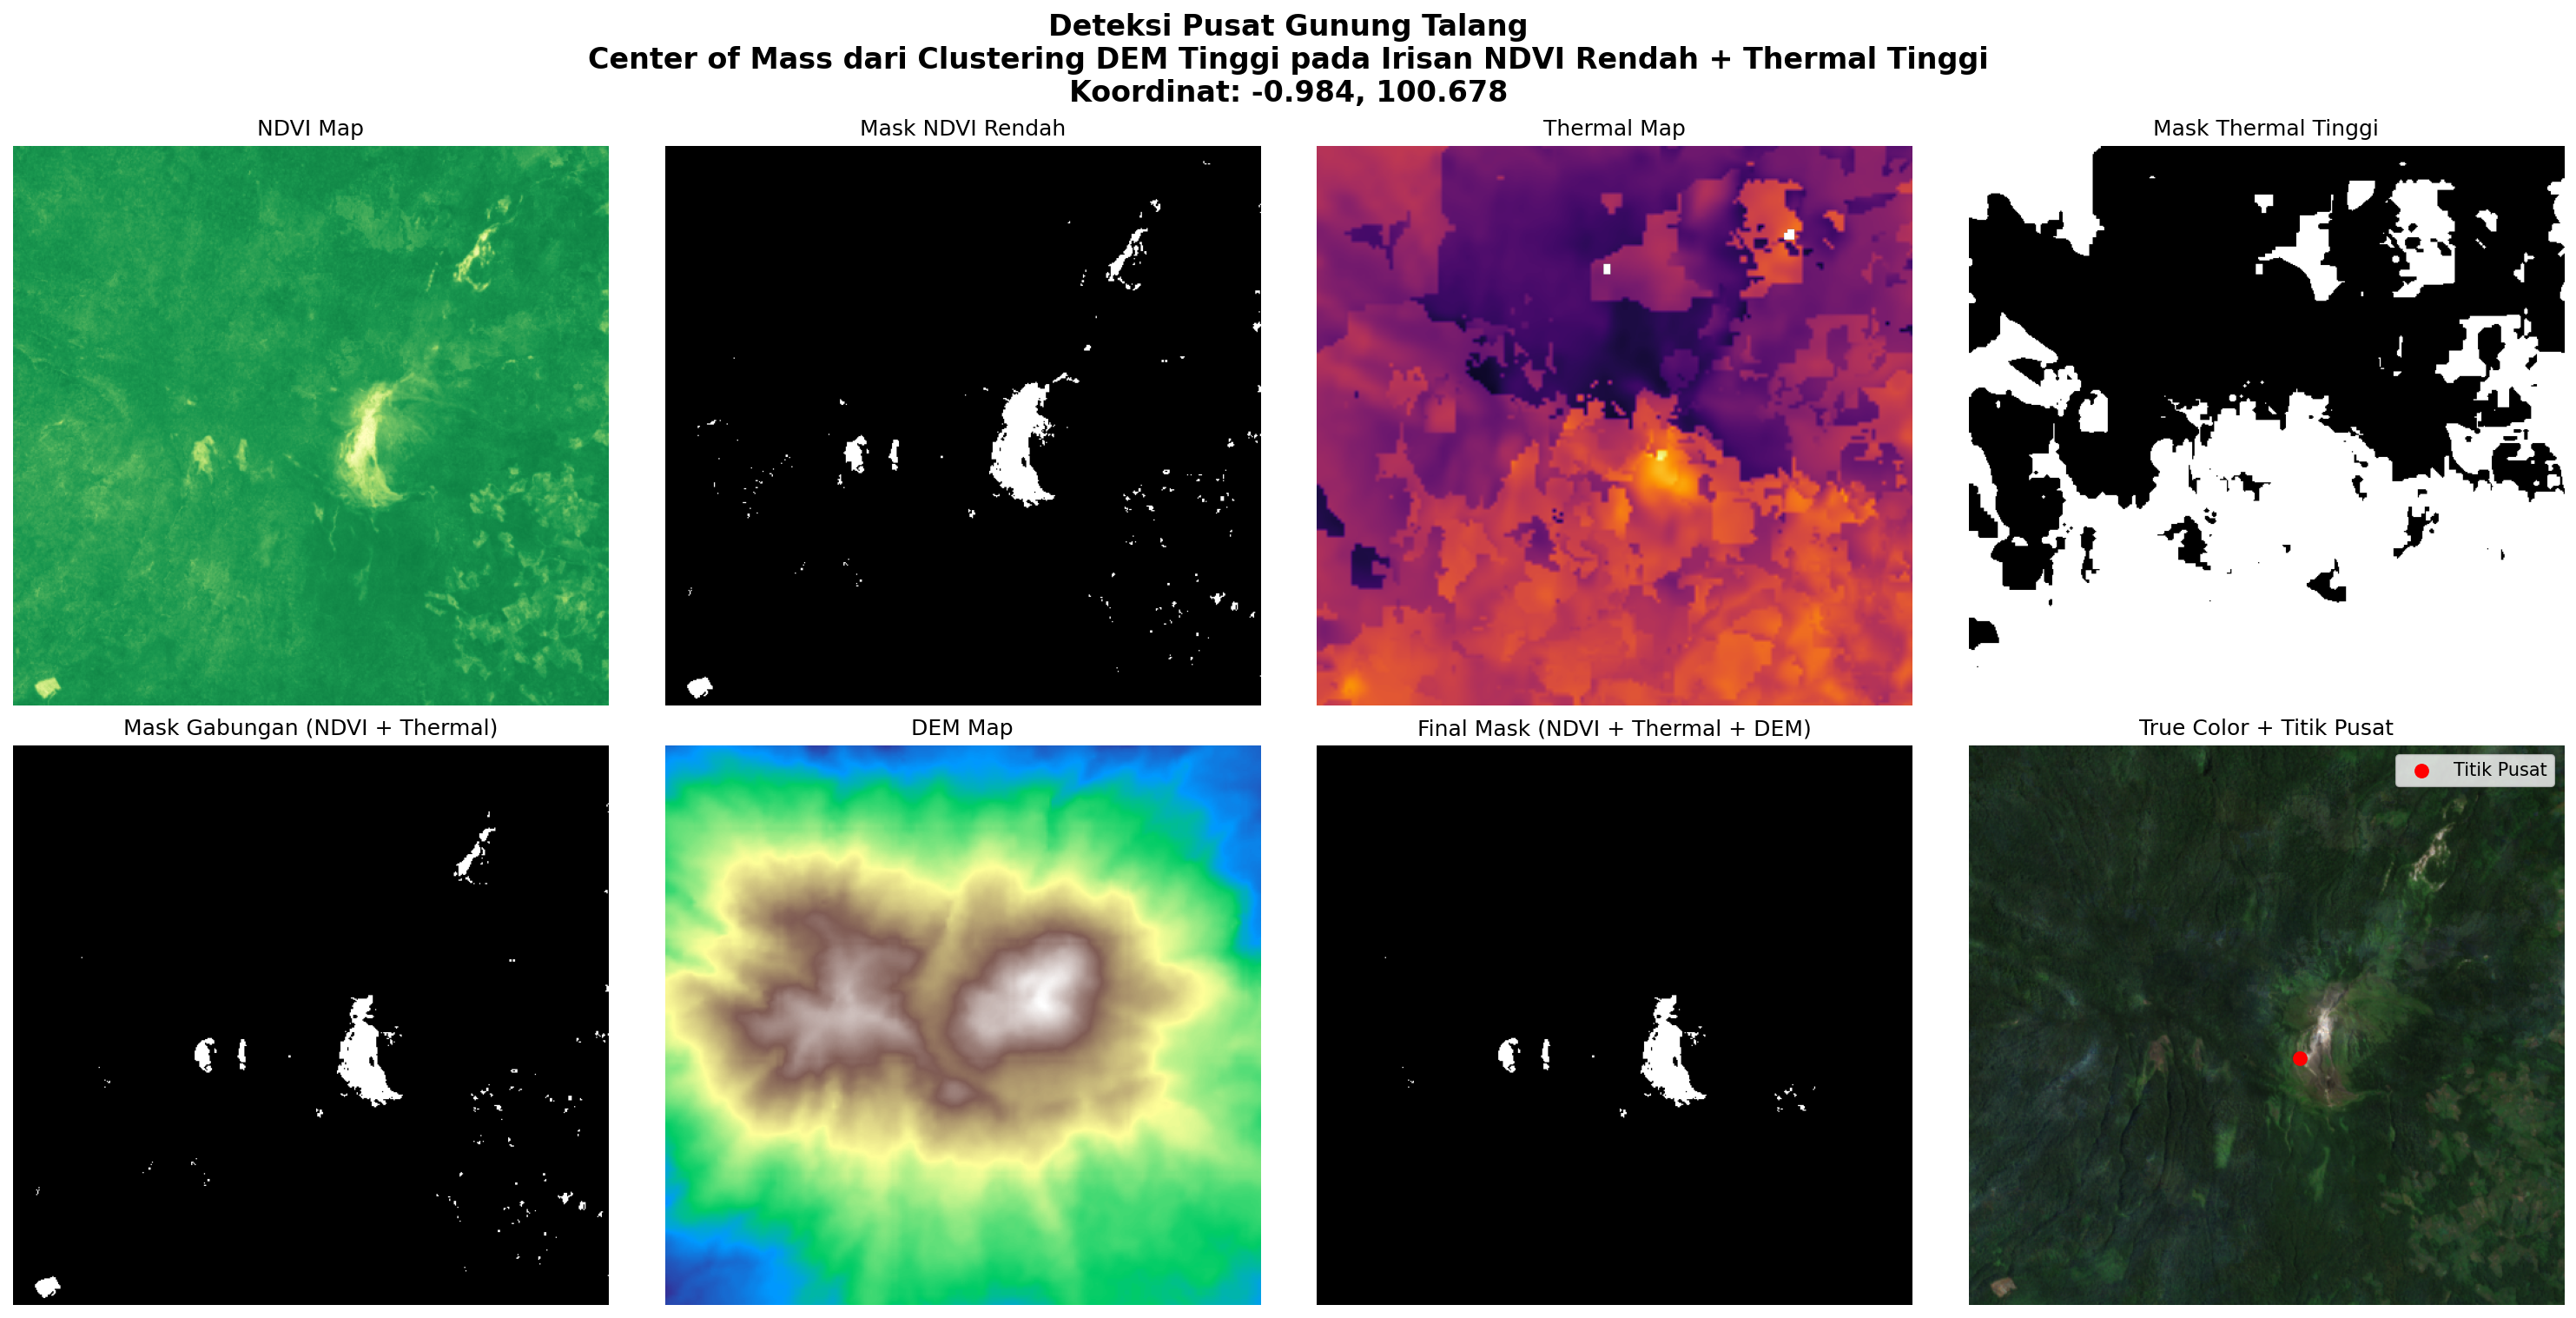 Deteksi Pusat Gunung Talang
Center of Mass dari Clustering DEM Tinggi pada Irisan NDVI Rendah + Thermal Tinggi
Koordinat: -0.984, 100.678
NDVI Map
Mask NDVI Rendah
Thermal Map
Mask Thermal Tinggi
Mask Gabungan (NDVI + Thermal)
DEM Map
Final Mask (NDVI + Thermal + DEM)
True Color + Titik Pusat
Titik Pusat